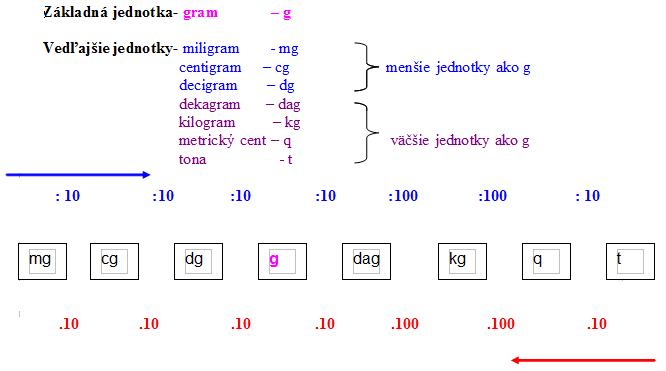 Základná jednotka- gram – g
Vedľajšie jednotky- miligram - mg
centigram – cg
decigram – dg
menšie jednotky ako g
dekagram – dag
kilogram – kg
metrický cent – q
tona - t
väčšie jednotky ako g
: 10 :10 :10 :10 :100 :100 : 10
mg cg dg g dag kg q t
.10 .10 .10 .10 .100 .100 .10